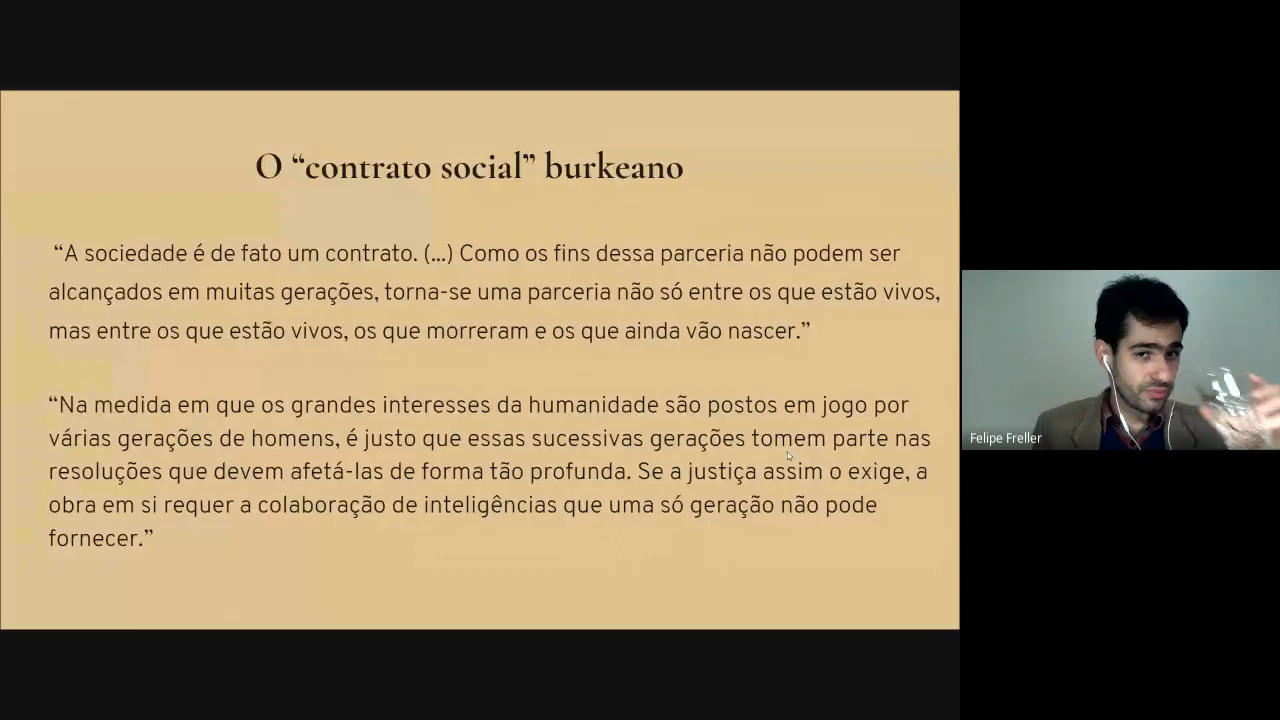 O “contrato social” burkeano
“A sociedade é de fato um contrato. (...) Como os fins dessa parceria não podem ser
alcançados em muitas gerações, torna-se uma parceria não só entre os que estão vivos,
mas entre os que estão vivos, os que morreram e os que ainda vão nascer.”
“Na medida em que os grandes interesses da humanidade são postos em jogo por
várias gerações de homens, é justo que essas sucessivas gerações tomem parte nas
resoluções que devem afetá-las de forma tão profunda. Se a justiça assim o exige, a
obra em si requer a colaboração de inteligências que uma só geração não pode
fornecer.”
Felipe Freller